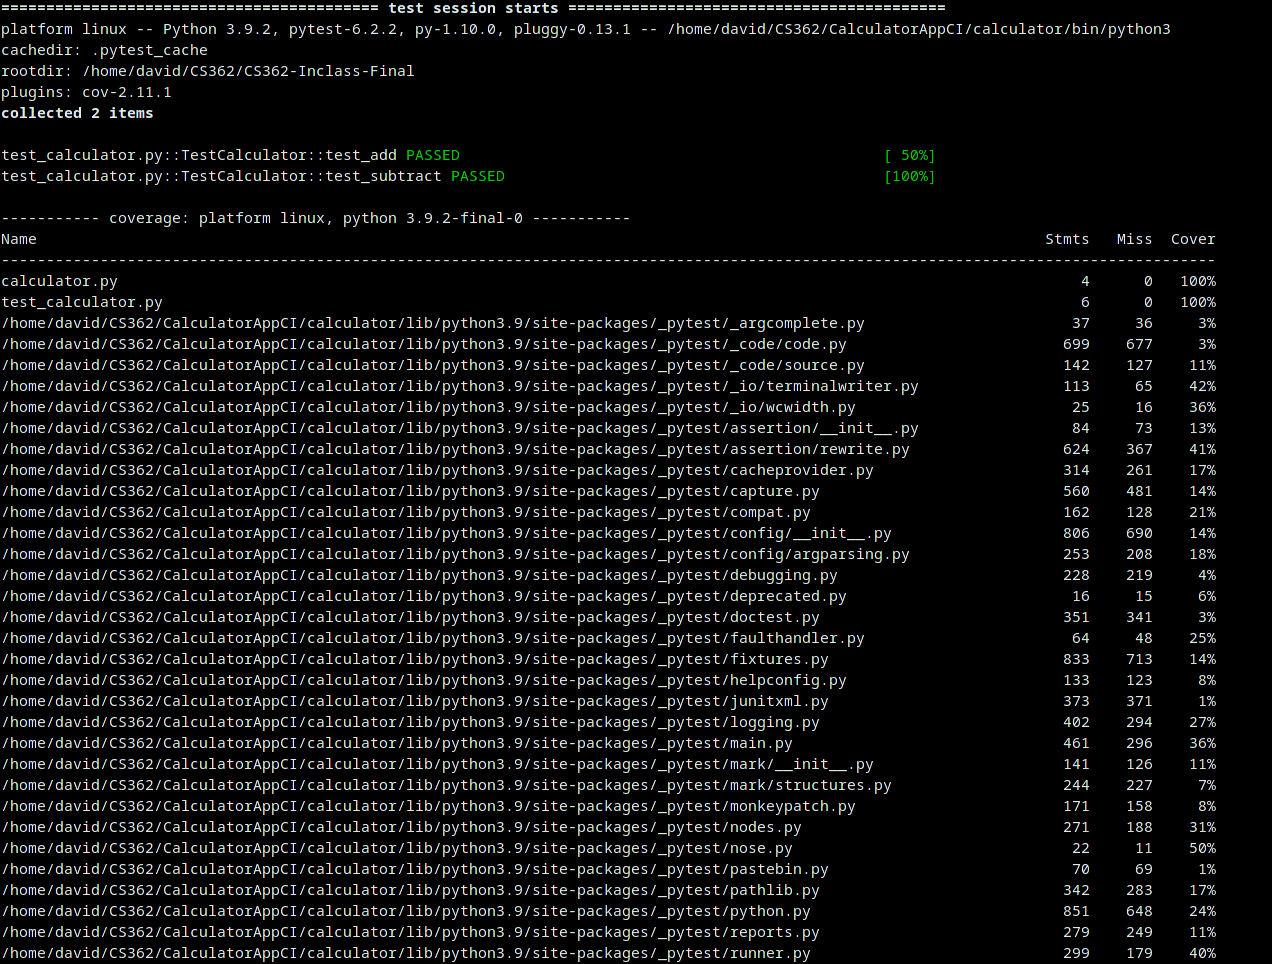 ========================================== test session starts ==========================================
platform linux -- Python 3.9.2, pytest-6.2.2, py-1.10.0, pluggy-0.13.1 -- /home/david/CS362/CalculatorAppCI/calculator/bin/python3
cachedir: .pytest_cache
rootdir: /home/david/CS362/CS362-Inclass-Final
plugins: cov-2.11.1
collected 2 items
test_calculator.py::TestCalculator::test_add PASSED [ 50%]
test_calculator.py::TestCalculator::test_subtract PASSED [100%]
----------- coverage: platform linux, python 3.9.2-final-0 -----------
Name Stmts Miss Cover
---------------------------------------------------------------------------------------------------------------------------------------
calculator.py 4 0 100%
test_calculator.py 6 0 100%
/home/david/CS362/CalculatorAppCI/calculator/lib/python3.9/site-packages/_pytest/_argcomplete.py 37 36 3%
/home/david/CS362/CalculatorAppCI/calculator/lib/python3.9/site-packages/_pytest/_code/code.py 699 677 3%
/home/david/CS362/CalculatorAppCI/calculator/lib/python3.9/site-packages/_pytest/_code/source.py 142 127 11%
/home/david/CS362/CalculatorAppCI/calculator/lib/python3.9/site-packages/_pytest/_io/terminalwriter.py 113 65 42%
/home/david/CS362/CalculatorAppCI/calculator/lib/python3.9/site-packages/_pytest/_io/wcwidth.py 25 16 36%
/home/david/CS362/CalculatorAppCI/calculator/lib/python3.9/site-packages/_pytest/assertion/__init__.py 84 73 13%
/home/david/CS362/CalculatorAppCI/calculator/lib/python3.9/site-packages/_pytest/assertion/rewrite.py 624 367 41%
/home/david/CS362/CalculatorAppCI/calculator/lib/python3.9/site-packages/_pytest/cacheprovider.py 314 261 17%
/home/david/CS362/CalculatorAppCI/calculator/lib/python3.9/site-packages/_pytest/capture.py 560 481 14%
/home/david/CS362/CalculatorAppCI/calculator/lib/python3.9/site-packages/_pytest/compat.py 162 128 21%
/home/david/CS362/CalculatorAppCI/calculator/lib/python3.9/site-packages/_pytest/config/__init__.py 806 690 14%
/home/david/CS362/CalculatorAppCI/calculator/lib/python3.9/site-packages/_pytest/config/argparsing.py 253 208 18%
/home/david/CS362/CalculatorAppCI/calculator/lib/python3.9/site-packages/_pytest/debugging.py 228 219 4%
/home/david/CS362/CalculatorAppCI/calculator/lib/python3.9/site-packages/_pytest/deprecated.py 16 15 6%
/home/david/CS362/CalculatorAppCI/calculator/lib/python3.9/site-packages/_pytest/doctest.py 351 341 3%
/home/david/CS362/CalculatorAppCI/calculator/lib/python3.9/site-packages/_pytest/faulthandler.py 64 48 25%
/home/david/CS362/CalculatorAppCI/calculator/lib/python3.9/site-packages/_pytest/fixtures.py 833 713 14%
/home/david/CS362/CalculatorAppCI/calculator/lib/python3.9/site-packages/_pytest/helpconfig.py 133 123 8%
/home/david/CS362/CalculatorAppCI/calculator/lib/python3.9/site-packages/_pytest/junitxml.py 373 371 1%
/home/david/CS362/CalculatorAppCI/calculator/lib/python3.9/site-packages/_pytest/logging.py 402 294 27%
/home/david/CS362/CalculatorAppCI/calculator/lib/python3.9/site-packages/_pytest/main.py 461 296 36%
/home/david/CS362/CalculatorAppCI/calculator/lib/python3.9/site-packages/_pytest/mark/__init__.py 141 126 11%
/home/david/CS362/CalculatorAppCI/calculator/lib/python3.9/site-packages/_pytest/mark/structures.py 244 227 7%
/home/david/CS362/CalculatorAppCI/calculator/lib/python3.9/site-packages/_pytest/monkeypatch.py 171 158 8%
/home/david/CS362/CalculatorAppCI/calculator/lib/python3.9/site-packages/_pytest/nodes.py 271 188 31%
/home/david/CS362/CalculatorAppCI/calculator/lib/python3.9/site-packages/_pytest/nose.py 22 11 50%
/home/david/CS362/CalculatorAppCI/calculator/lib/python3.9/site-packages/_pytest/pastebin.py 70 69 1%
/home/david/CS362/CalculatorAppCI/calculator/lib/python3.9/site-packages/_pytest/pathlib.py 342 283 17%
/home/david/CS362/CalculatorAppCI/calculator/lib/python3.9/site-packages/_pytest/python.py 851 648 24%
/home/david/CS362/CalculatorAppCI/calculator/lib/python3.9/site-packages/_pytest/reports.py 279 249 11%
/home/david/CS362/CalculatorAppCI/calculator/lib/python3.9/site-packages/_pytest/runner.py 299 179 40%